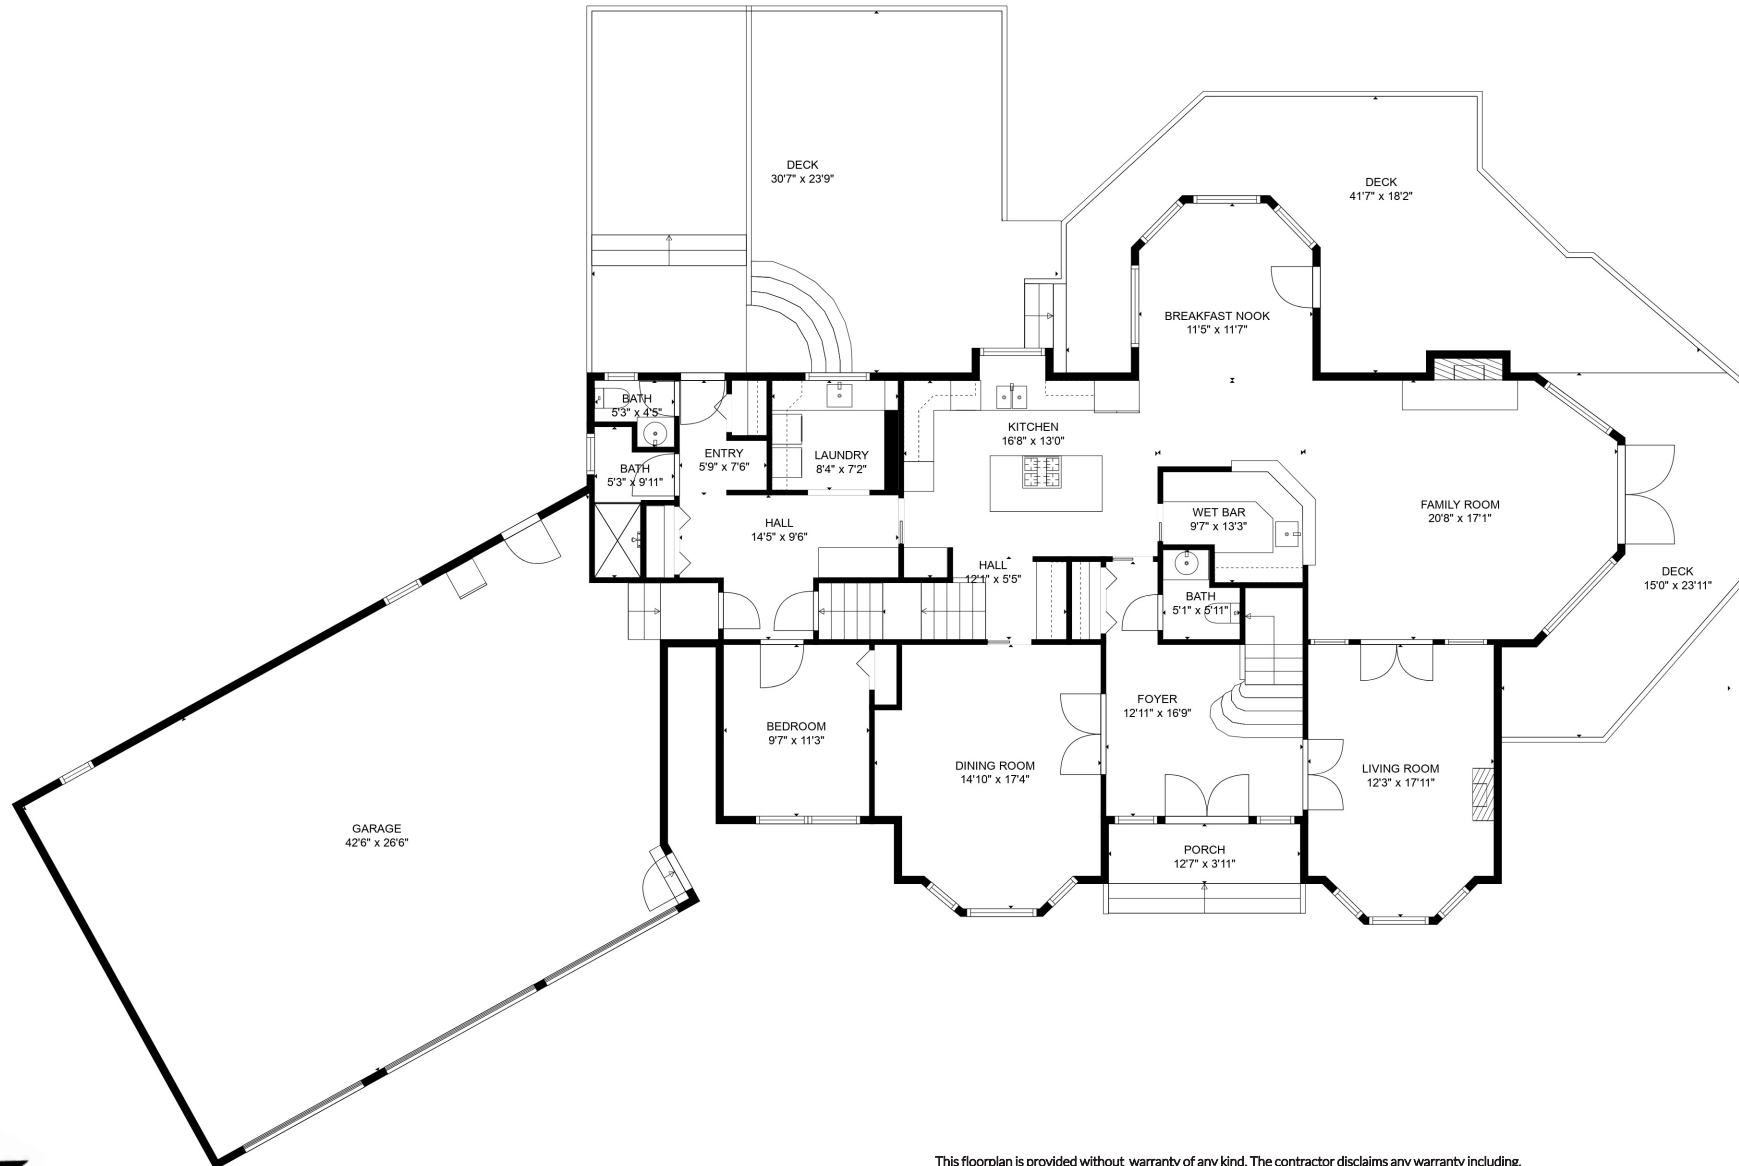 DECK
30'7" x 23'9"
DECK
41'7" x 18'2"
BREAKFAST NOOK
11'5" x 11'7"
BATH
5'3" x 4'5"
KITCHEN
16'8" x 13'0"
ENTRY
5'9" x 7'6"
LAUNDRY
8'4" x 7'2"
BATH
5'3" x 9'11"
FAMILY ROOM
20'8" x 17'1"
WET BAR
9'7" x 13'3"
HALL
14'5" x 9'6"
HALL
12'1" x 5'5"
DECK
15'0" x 23'11"
BATH
5'1" x 5'11"
FOYER
12'11" x 16'9"
BEDROOM
9'7" x 11'3"
DINING ROOM
14'10" x 17'4"
LIVING ROOM
12'3" x 17'11"
GARAGE
42'6" x 26'6"
PORCH
12'7" x 3'11"
This floorplan is provided without warranty of any kind. The contractor disclaims any warranty including,